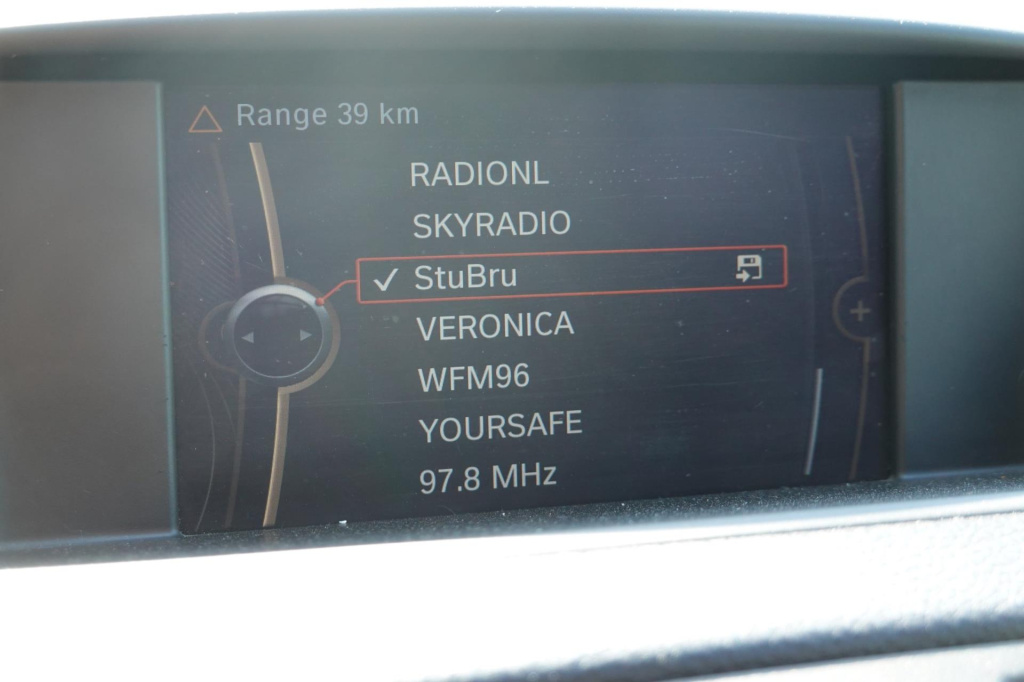 Range 39 km
RADIONL
SKYRADIO
StuBru
VERONICA
WFM96
YOURSAFE
97.8 MHz